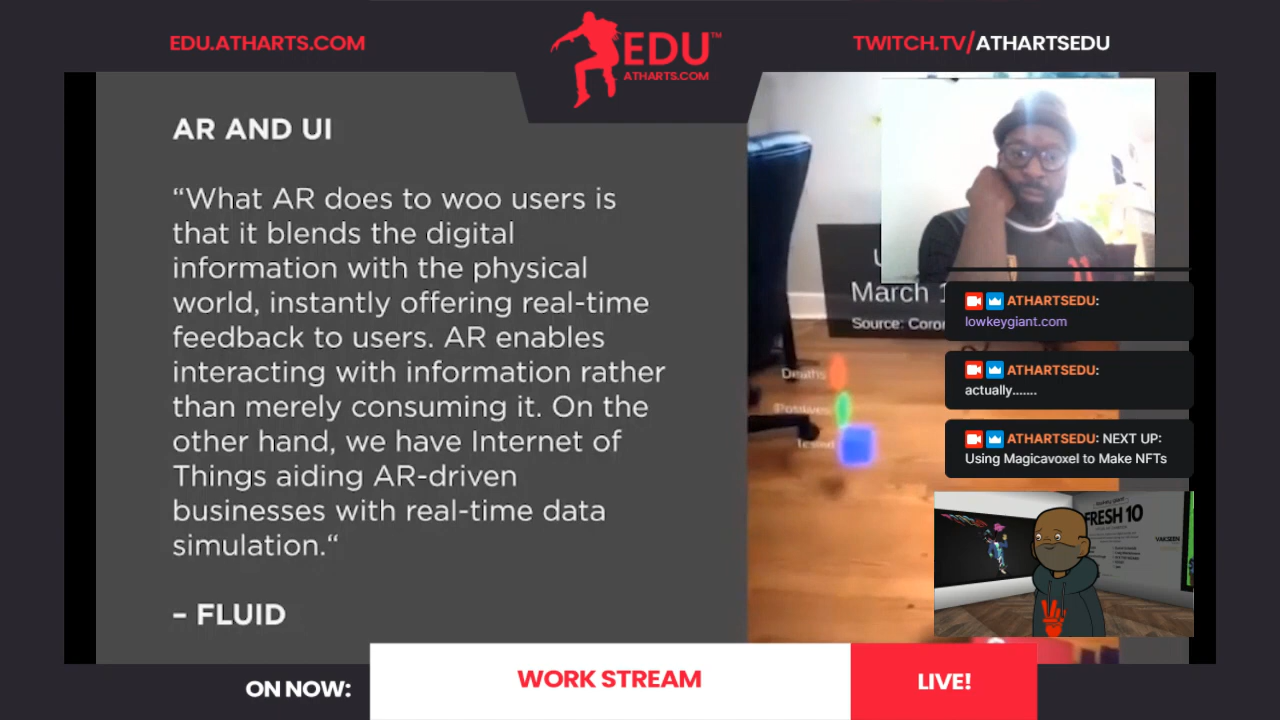 EDU.ATHARTS.COM
EDU™
ATHARTS.COM
TWITCH.TV/ATHARTSEDU
AR AND UI
“What AR does to woo users is
that it blends the digital
information with the physical
world, instantly offering real-time
feedback to users. AR enables
interacting with information rather
than merely consuming it. On the
other hand, we have Internet of
Things aiding AR-driven
businesses with real-time data
simulation.“
– FLUID
March
Source:
Deaths
Positives
Tested
ATHARTSEDU:
lowkeygiant.com
ATHARTSEDU:
actually.......
ATHARTSEDU: NEXT UP:
Using Magicavoxel to Make NFTs
lowkey giant
FRESH 10
VAKSEEN
ON NOW:
WORK STREAM
LIVE!